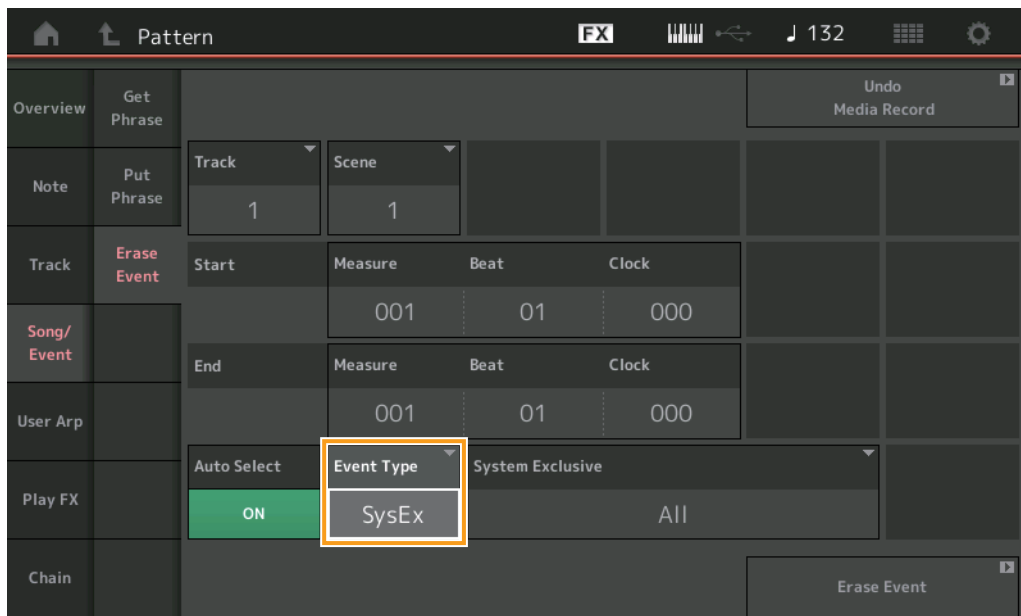 Pattern
FX
♩ 132
Overview
Note
Track
Song/
Event
User Arp
Play FX
Chain
Get
Phrase
Put
Phrase
Erase
Event
Undo
Media Record
Track
1
Scene
1
Start
Measure
Beat
Clock
001
01
000
End
Measure
Beat
Clock
001
01
000
Auto Select
ON
Event Type
SysEx
System Exclusive
All
Erase Event